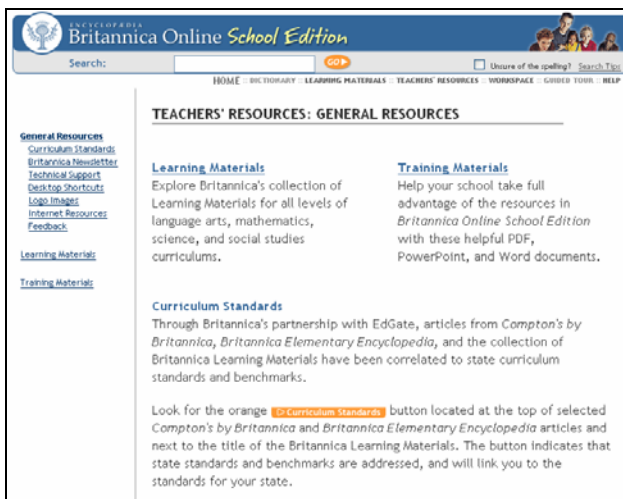 ENCYCLOPÆDIA
Britannica Online School Edition
Search:
GO
Unsure of the spelling? Search Tips
HOME :: DICTIONARY :: LEARNING MATERIALS :: TEACHERS' RESOURCES :: WORKSPACE :: GUIDED TOUR :: HELP
TEACHERS' RESOURCES: GENERAL RESOURCES
General Resources
Curriculum Standards
Britannica Newsletter
Technical Support
Desktop Shortcuts
Logo Images
Internet Resources
Feedback
Learning Materials
Training Materials
Learning Materials
Explore Britannica's collection of
Learning Materials for all levels of
language arts, mathematics,
science, and social studies
curriculums.
Training Materials
Help your school take full
advantage of the resources in
Britannica Online School Edition
with these helpful PDF,
PowerPoint, and Word documents.
Curriculum Standards
Through Britannica's partnership with EdGate, articles from Compton's by
Britannica, Britannica Elementary Encyclopedia, and the collection of
Britannica Learning Materials have been correlated to state curriculum
standards and benchmarks.
Look for the orange Curriculum Standards button located at the top of selected
Compton's by Britannica and Britannica Elementary Encyclopedia articles and
next to the title of the Britannica Learning Materials. The button indicates that
state standards and benchmarks are addressed, and will link you to the
standards for your state.